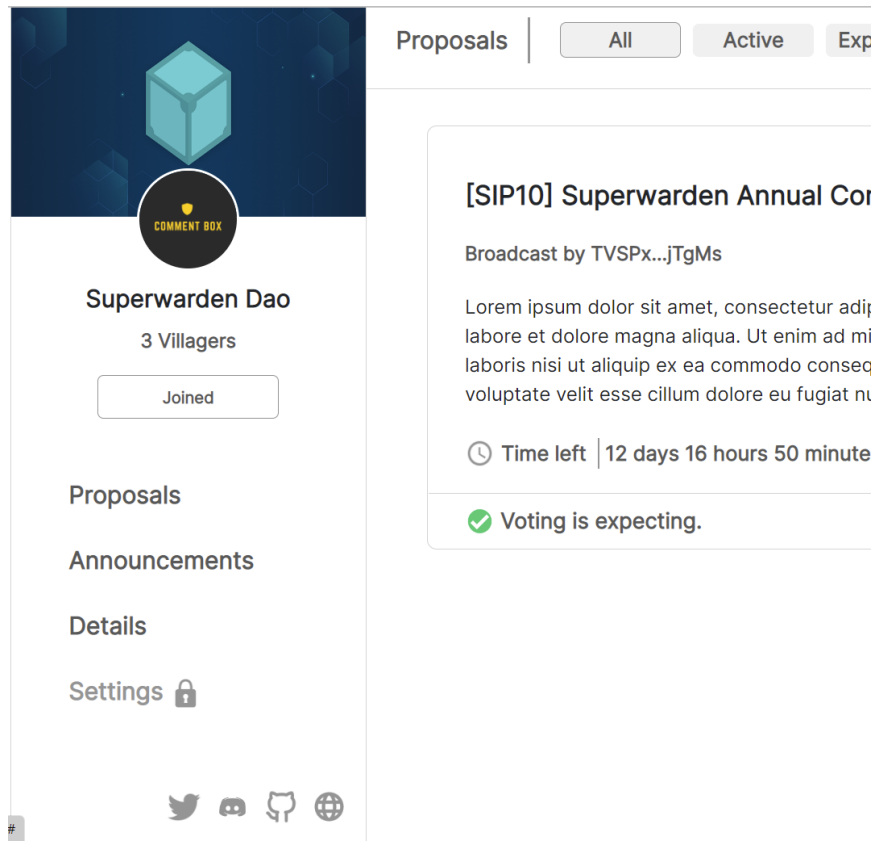 COMMENT BOX
Superwarden Dao
3 Villagers
Joined
Proposals
Announcements
Details
Settings
#
Proposals
All
Active
Exp
[SIP10] Superwarden Annual Cor
Broadcast by TVSPx...jTgMs
Lorem ipsum dolor sit amet, consectetur adip
labore et dolore magna aliqua. Ut enim ad mi
laboris nisi ut aliquip ex ea commodo conseq
voluptate velit esse cillum dolore eu fugiat nu
Time left 12 days 16 hours 50 minute
Voting is expecting.